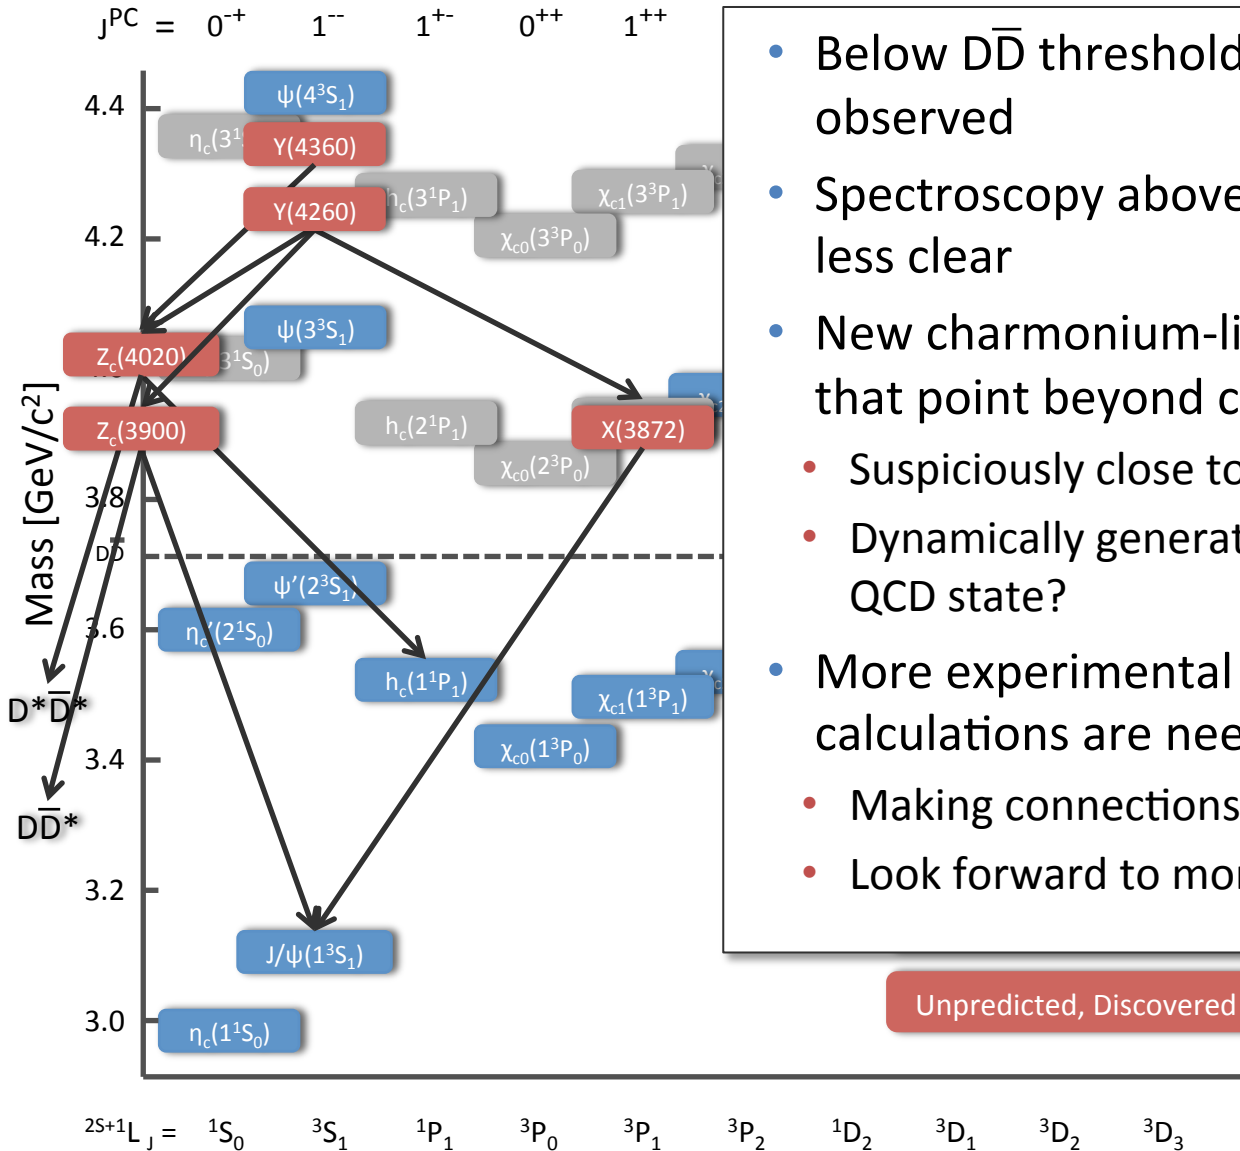 J^PC = 0^-+ 1^-- 1^+- 0^++ 1^++
4.4
4.2
3.8
3.6
3.4
3.2
3.0
Mass [GeV/c²]
DD̅
ψ(4³S₁)
η_c(3¹
Y(4360)
Y(4260)
h_c(3¹P₁)
χ_c0(3³P₀)
χ_c1(3³P₁)
ψ(3³S₁)
Z_c(4020)
3¹S₀)
Z_c(3900)
h_c(2¹P₁)
χ_c0(2³P₀)
X(3872)
ψ'(2³S₁)
η_c'(2¹S₀)
h_c(1¹P₁)
χ_c1(1³P₁)
χ_c0(1³P₀)
D*D̅*
DD̅*
J/ψ(1³S₁)
η_c(1¹S₀)
• Below DD̅ threshold
observed
• Spectroscopy above
less clear
• New charmonium-li
that point beyond c
• Suspiciously close to
• Dynamically generat
QCD state?
• More experimental
calculations are nee
• Making connections
• Look forward to mor
Unpredicted, Discovered
^2S+1L_J = ¹S₀ ³S₁ ¹P₁ ³P₀ ³P₁ ³P₂ ¹D₂ ³D₁ ³D₂ ³D₃